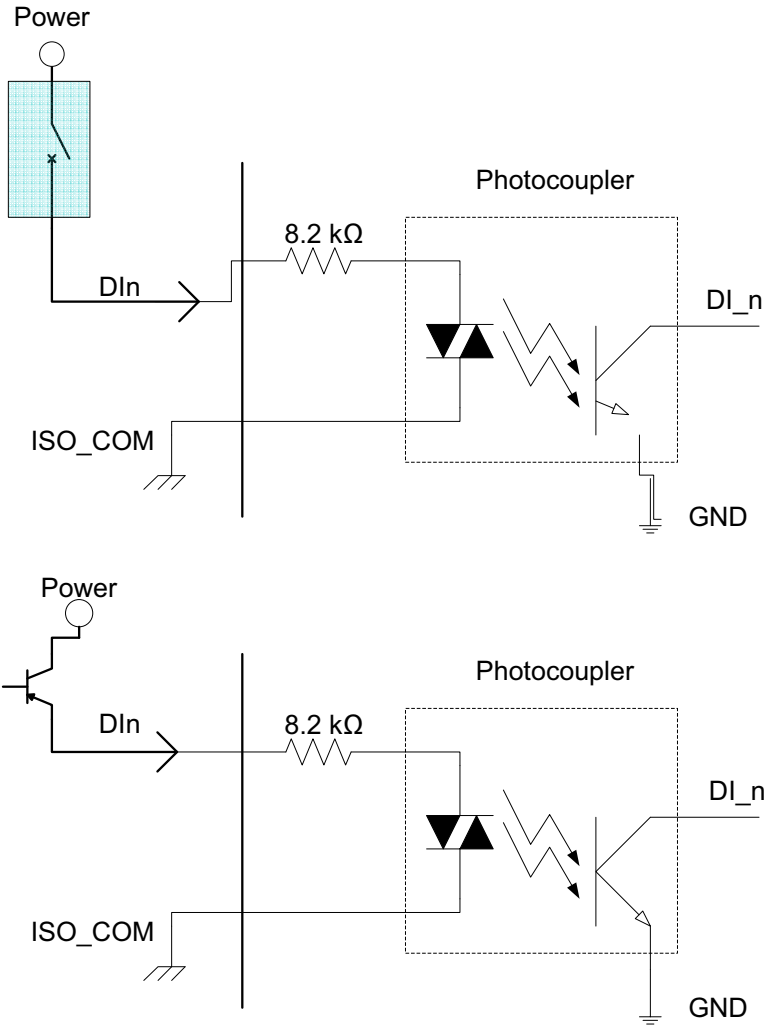 Power
Photocoupler
8.2 kΩ
DIn
DI_n
ISO_COM
GND
Power
Photocoupler
8.2 kΩ
DIn
DI_n
ISO_COM
GND